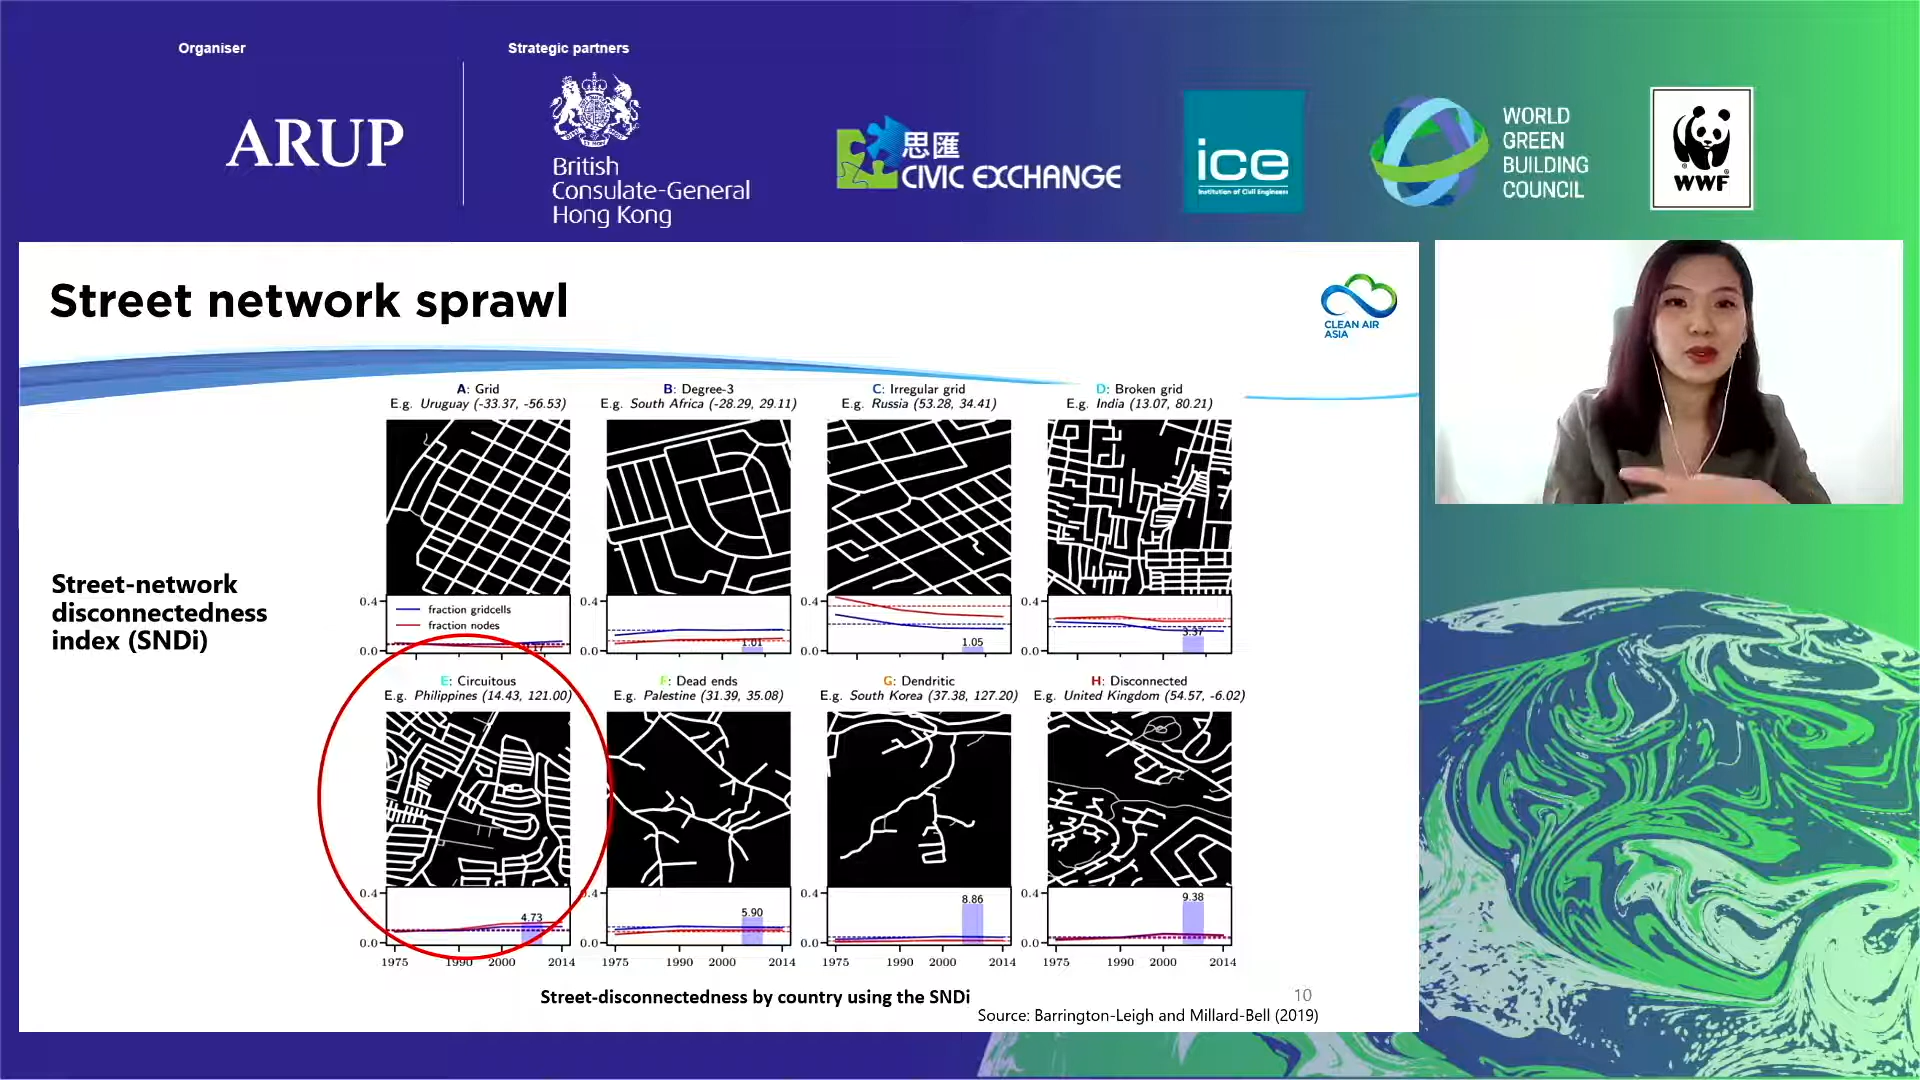 Organiser
Strategic partners
ARUP
British
Consulate-General
Hong Kong
思匯
CIVIC EXCHANGE
ice
Institution of Civil Engineers
WORLD
GREEN
BUILDING
COUNCIL
WWF
Street network sprawl
CLEAN AIR
ASIA
Street-network
disconnectedness
index (SNDi)
A: Grid
E.g. Uruguay (-33.37, -56.53)
B: Degree-3
E.g. South Africa (-28.29, 29.11)
C: Irregular grid
E.g. Russia (53.28, 34.41)
D: Broken grid
E.g. India (13.07, 80.21)
0.4
fraction gridcells
fraction nodes
0.0
0.4
1.01
0.0
0.4
1.05
0.0
0.4
3.37
0.0
E: Circuitous
E.g. Philippines (14.43, 121.00)
F: Dead ends
E.g. Palestine (31.39, 35.08)
G: Dendritic
E.g. South Korea (37.38, 127.20)
H: Disconnected
E.g. United Kingdom (54.57, -6.02)
0.4
4.73
0.0
0.4
5.90
0.0
0.4
8.86
0.0
0.4
9.38
0.0
1975 1990 2000 2014
1975 1990 2000 2014
1975 1990 2000 2014
1975 1990 2000 2014
Street-disconnectedness by country using the SNDi
10
Source: Barrington-Leigh and Millard-Bell (2019)